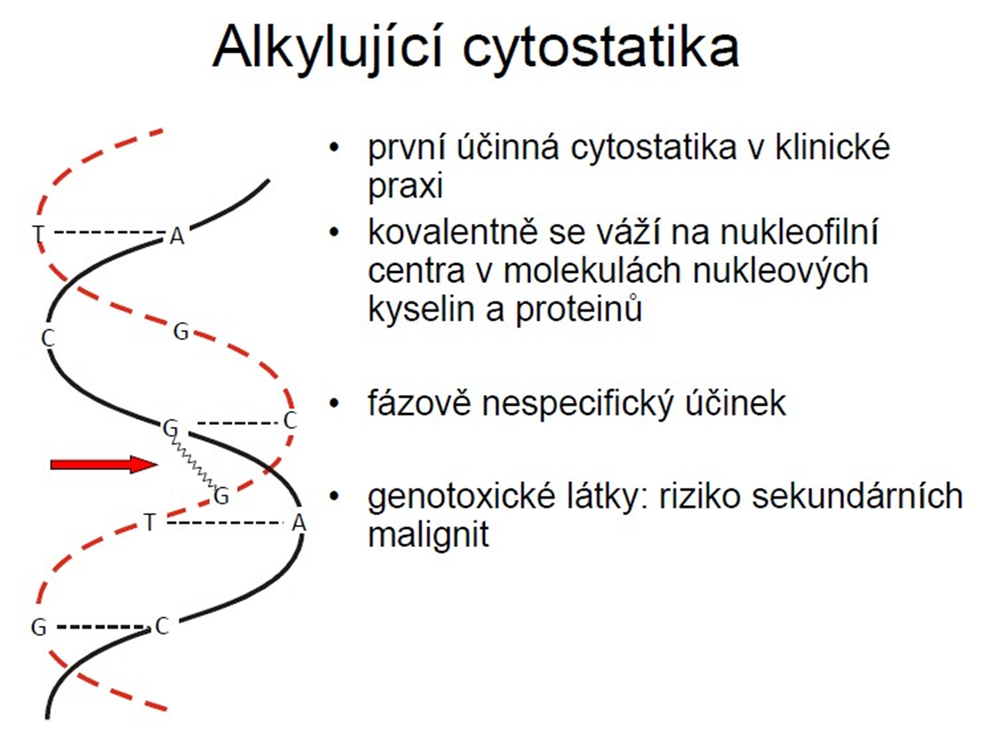 Alkylující cytostatika
• první účinná cytostatika v klinické
praxi
• kovalentně se váží na nukleofilní
centra v molekulách nukleových
kyselin a proteinů
• fázově nespecifický účinek
• genotoxické látky: riziko sekundárních
malignit
T A
G
C
G C
G
T A
G C